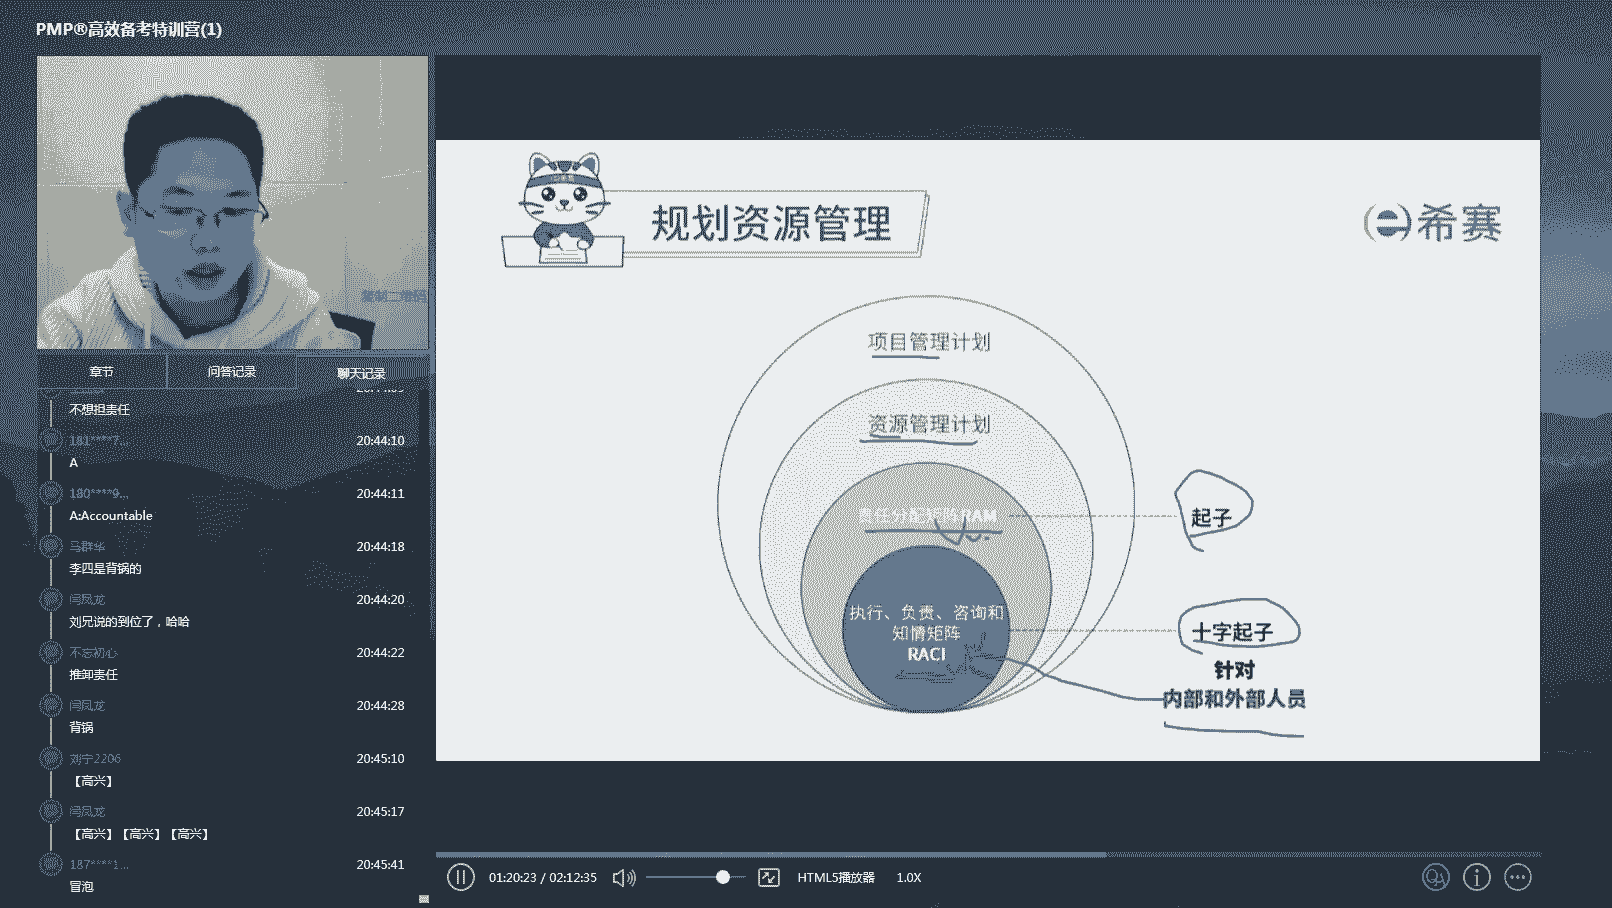 PMP®高效备考特训营(1)
章节
问答记录
聊天记录
不想担责任
181****7...
20:44:10
A
180****9...
20:44:11
A:Accountable
马群华
20:44:18
李四是背锅的
闫凤龙
20:44:20
刘兄说的到位了，哈哈
不忘初心
20:44:22
推卸责任
闫凤龙
20:44:28
背锅
刘宁2206
20:45:10
【高兴】
闫凤龙
20:45:17
【高兴】【高兴】【高兴】
187****1...
20:45:41
冒泡
规划资源管理
希赛
项目管理计划
资源管理计划
责任分配矩阵RAM
起子
执行、负责、咨询和
知情矩阵
RACI
十字起子
针对
内部和外部人员
01:20:23 / 02:12:35
HTML5播放器
1.0X